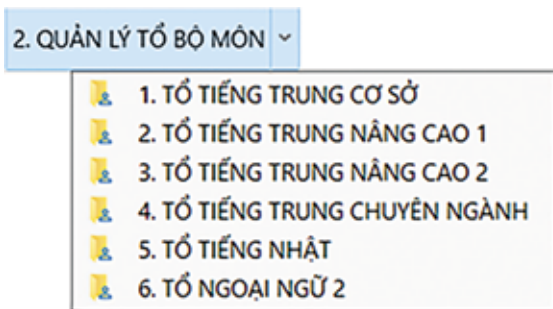 2. QUẢN LÝ TỔ BỘ MÔN
1. TỔ TIẾNG TRUNG CƠ SỞ
2. TỔ TIẾNG TRUNG NÂNG CAO 1
3. TỔ TIẾNG TRUNG NÂNG CAO 2
4. TỔ TIẾNG TRUNG CHUYÊN NGÀNH
5. TỔ TIẾNG NHẬT
6. TỔ NGOẠI NGỮ 2